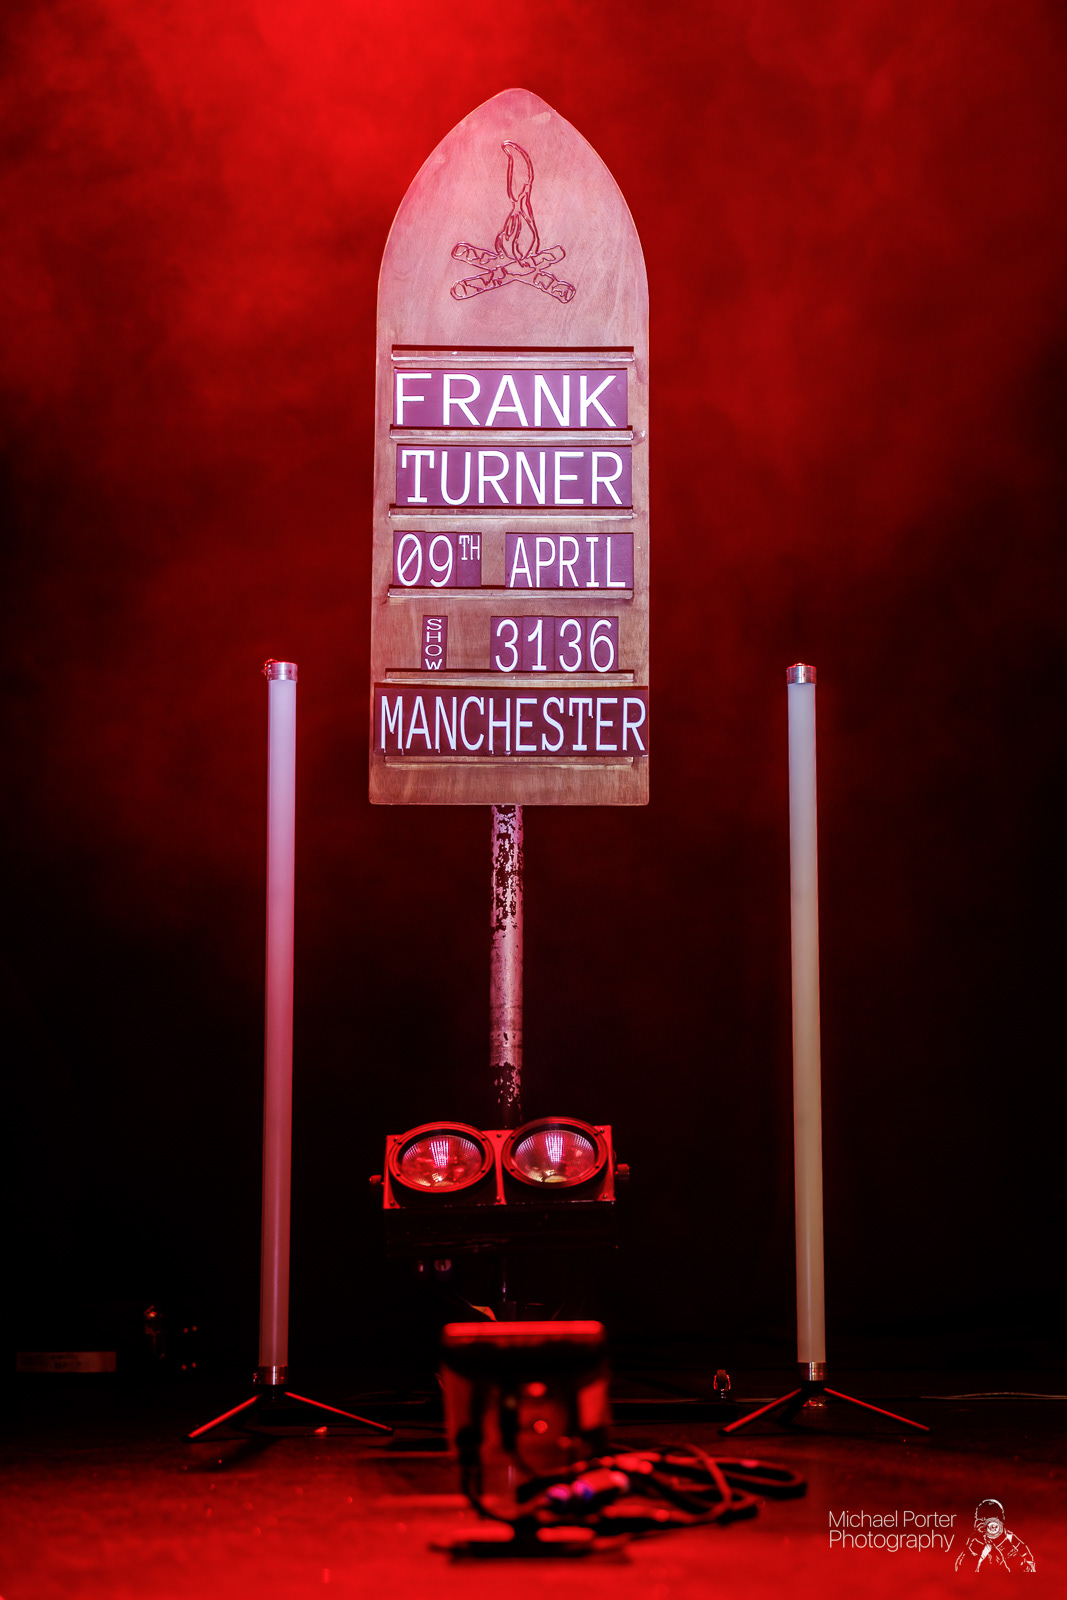 FRANK
TURNER
09TH APRIL
SHOW 3136
MANCHESTER
Michael Porter
Photography